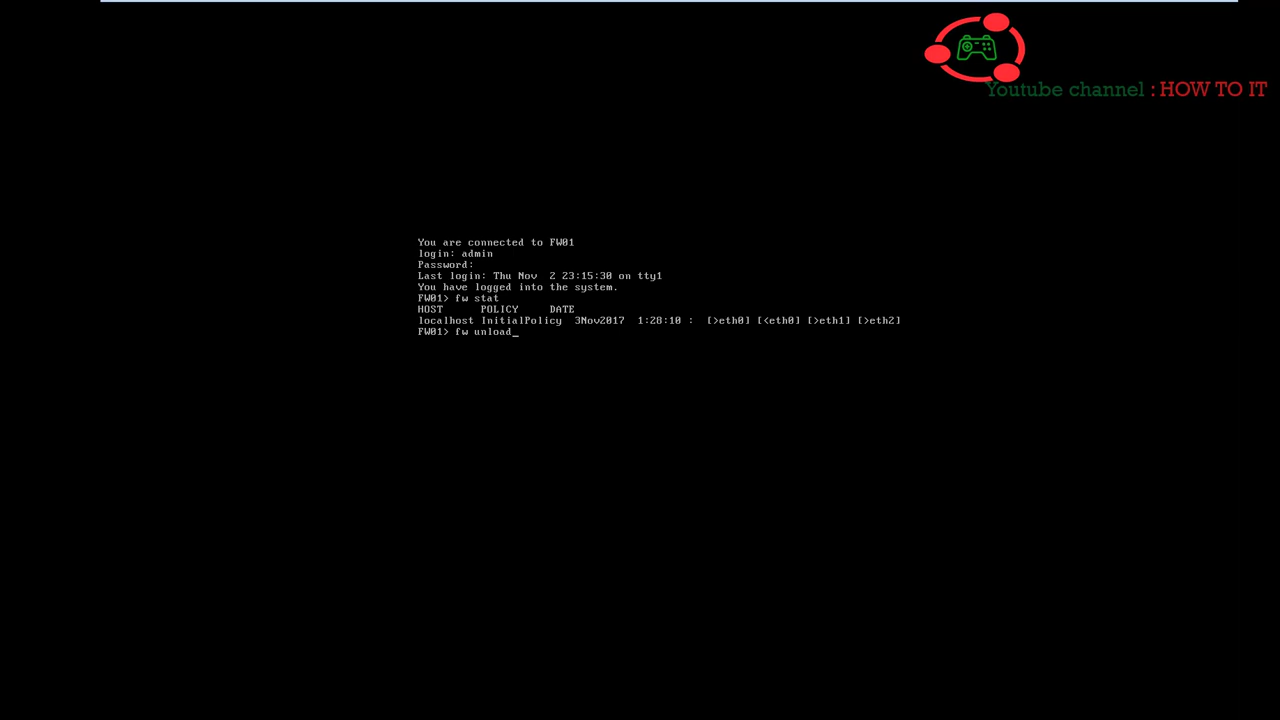 Youtube channel : HOW TO IT
You are connected to FW01
login: admin
Password:
Last login: Thu Nov  2 23:15:30 on tty1
You have logged into the system.
FW01> fw stat
HOST      POLICY     DATE
localhost InitialPolicy  3Nov2017  1:28:10 :  [>eth0] [<eth0] [>eth1] [>eth2]
FW01> fw unload_